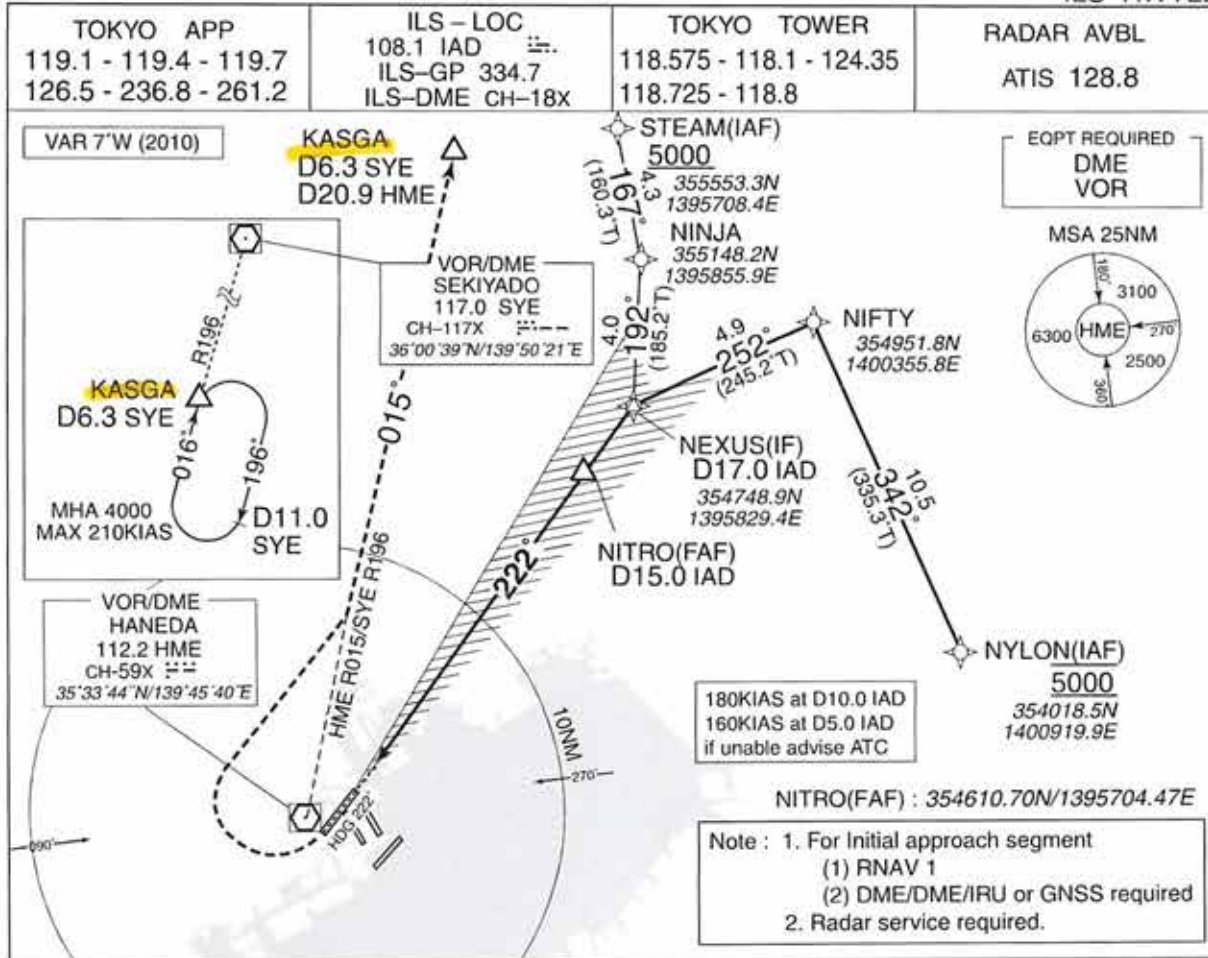 TOKYO APP
119.1 - 119.4 - 119.7
126.5 - 236.8 - 261.2
ILS – LOC
108.1 IAD
ILS–GP 334.7
ILS–DME CH–18X
TOKYO TOWER
118.575 - 118.1 - 124.35
118.725 - 118.8
RADAR AVBL
ATIS 128.8
VAR 7°W (2010)
KASGA
D6.3 SYE
D20.9 HME
STEAM(IAF)
5000
355553.3N
1395708.4E
4.3
167°
(160.3°T)
EQPT REQUIRED
DME
VOR
NINJA
355148.2N
1395855.9E
MSA 25NM
180°
3100
HME
6300
270
2500
360°
VOR/DME
SEKIYADO
117.0 SYE
CH–117X
36°00'39"N/139°50'21"E
4.0
192°
(185.2°T)
4.9
252°
(245.2°T)
NIFTY
354951.8N
1400355.8E
R196
KASGA
D6.3 SYE
016°
196°
MHA 4000
MAX 210KIAS
D11.0
SYE
015°
NEXUS(IF)
D17.0 IAD
354748.9N
1395829.4E
10.5
342°
(335.3°T)
NITRO(FAF)
D15.0 IAD
222°
HME R015/SYE R196
VOR/DME
HANEDA
112.2 HME
CH-59X
35°33'44"N/139°45'40"E
NYLON(IAF)
5000
354018.5N
1400919.9E
180KIAS at D10.0 IAD
160KIAS at D5.0 IAD
if unable advise ATC
10NM
270°
090°
HDG 222°
NITRO(FAF) : 354610.70N/1395704.47E
Note : 1. For Initial approach segment
(1) RNAV 1
(2) DME/DME/IRU or GNSS required
2. Radar service required.